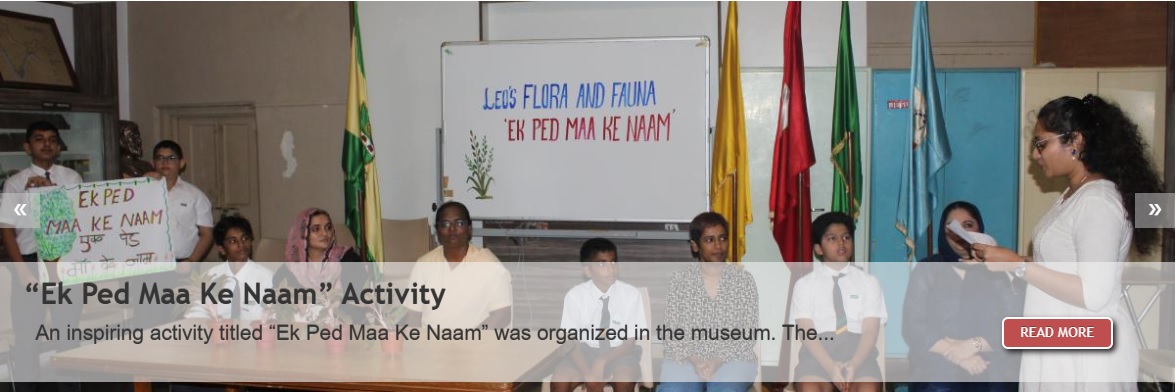 LEO'S FLORA AND FAUNA
'EK PED MAA KE NAAM'
EK PED
MAA KE NAAM
एक पेड़
माँ के नाम
“Ek Ped Maa Ke Naam” Activity
An inspiring activity titled “Ek Ped Maa Ke Naam” was organized in the museum. The...
READ MORE
«
»